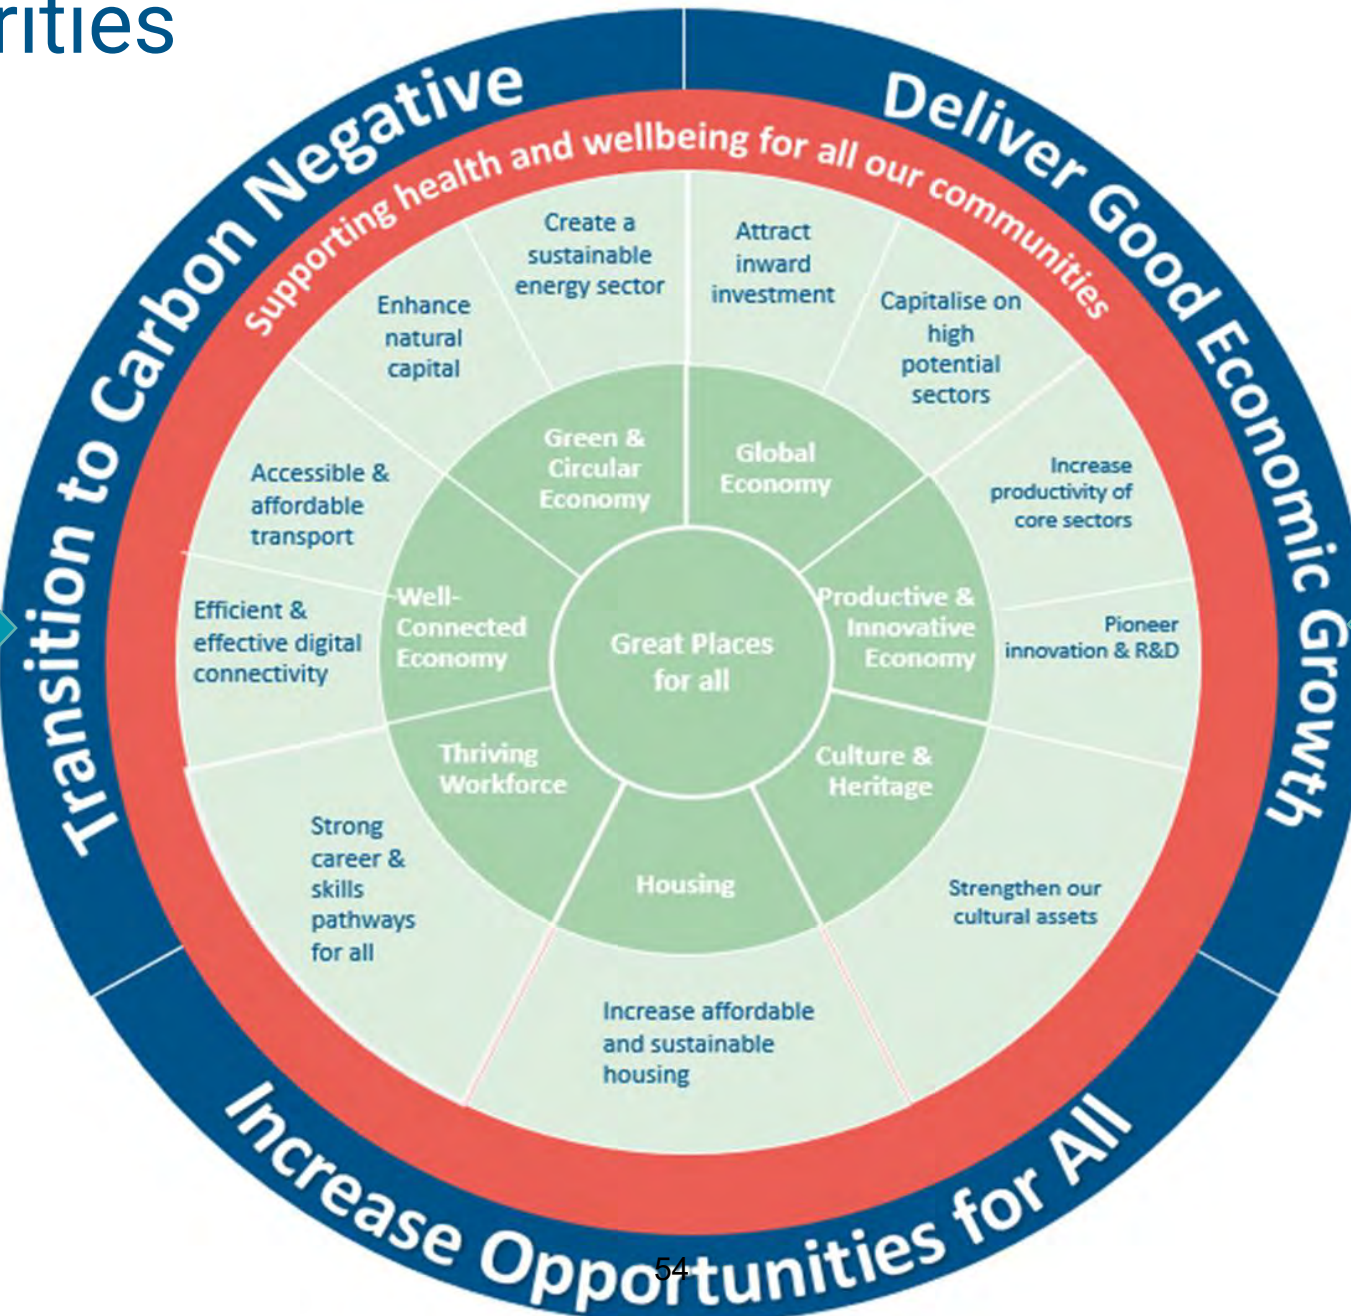 rities
Transition to Carbon Negative
Deliver Good Economic Growth
Supporting health and wellbeing for all our communities
Create a
sustainable
energy sector
Attract
inward
investment
Enhance
natural
capital
Capitalise on
high
potential
sectors
Green &
Circular
Economy
Global
Economy
Accessible &
affordable
transport
Increase
productivity of
core sectors
Efficient &
effective digital
connectivity
Well-
Connected
Economy
Great Places
for all
Productive &
Innovative
Economy
Pioneer
innovation & R&D
Thriving
Workforce
Culture &
Heritage
Strong
career &
skills
pathways
for all
Housing
Strengthen our
cultural assets
Increase affordable
and sustainable
housing
Increase Opportunities for All
54